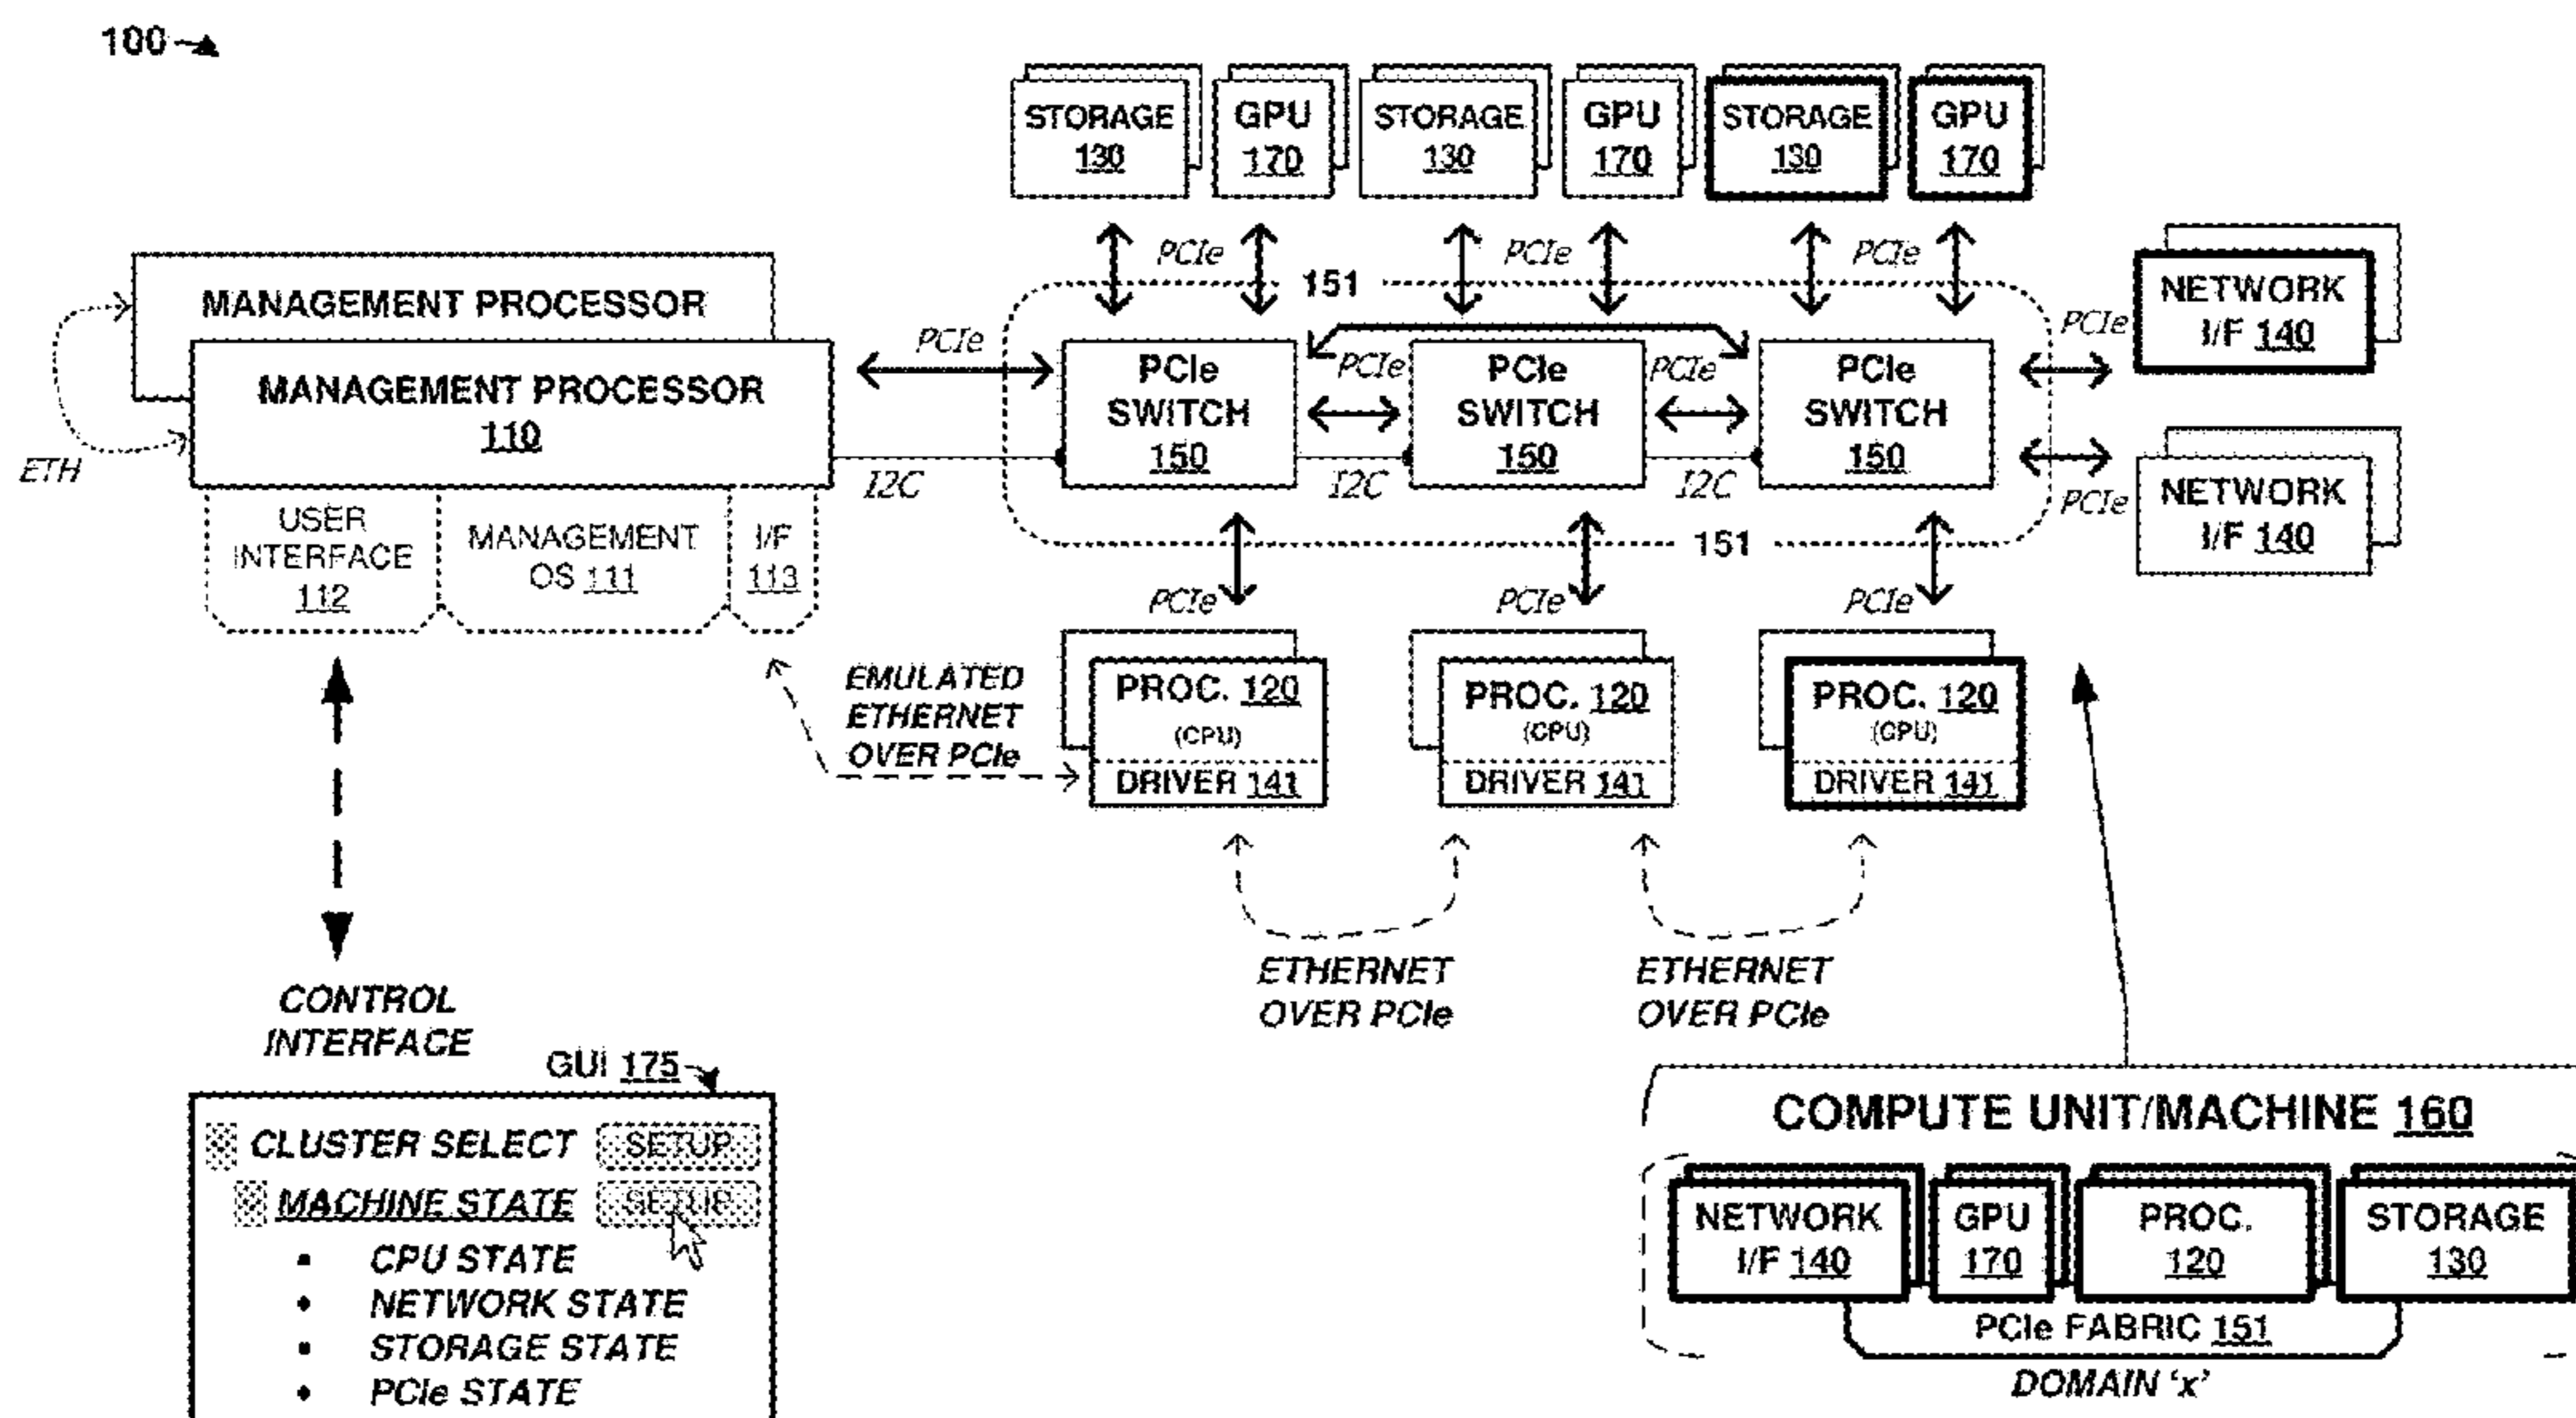 100
STORAGE
130
GPU
170
STORAGE
130
GPU
170
STORAGE
130
GPU
170
PCIe
PCIe
PCIe
151
MANAGEMENT PROCESSOR
MANAGEMENT PROCESSOR
110
ETH
PCIe
I2C
PCIe
SWITCH
150
PCIe
I2C
PCIe
SWITCH
150
PCIe
I2C
PCIe
SWITCH
150
PCIe
NETWORK
I/F 140
PCIe
NETWORK
I/F 140
151
USER
INTERFACE
112
MANAGEMENT
OS 111
I/F
113
PCIe
PCIe
PCIe
EMULATED
ETHERNET
OVER PCIe
PROC. 120
(CPU)
DRIVER 141
PROC. 120
(CPU)
DRIVER 141
PROC. 120
(CPU)
DRIVER 141
ETHERNET
OVER PCIe
ETHERNET
OVER PCIe
CONTROL
INTERFACE
GUI 175
CLUSTER SELECT SETUP
MACHINE STATE SETUP
▪ CPU STATE
♦ NETWORK STATE
▪ STORAGE STATE
♦ PCIe STATE
COMPUTE UNIT/MACHINE 160
NETWORK
I/F 140
GPU
170
PROC.
120
STORAGE
130
PCIe FABRIC 151
DOMAIN ‘x’